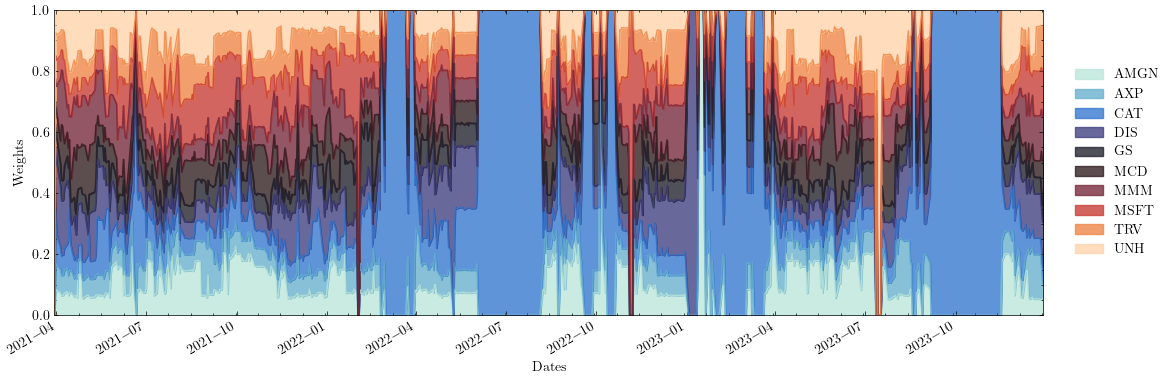 1.0
0.8
0.6
0.4
0.2
0.0
Weights
2021−04
2021−07
2021−10
2022−01
2022−04
2022−07
2022−10
2023−01
2023−04
2023−07
2023−10
Dates
AMGN
AXP
CAT
DIS
GS
MCD
MMM
MSFT
TRV
UNH